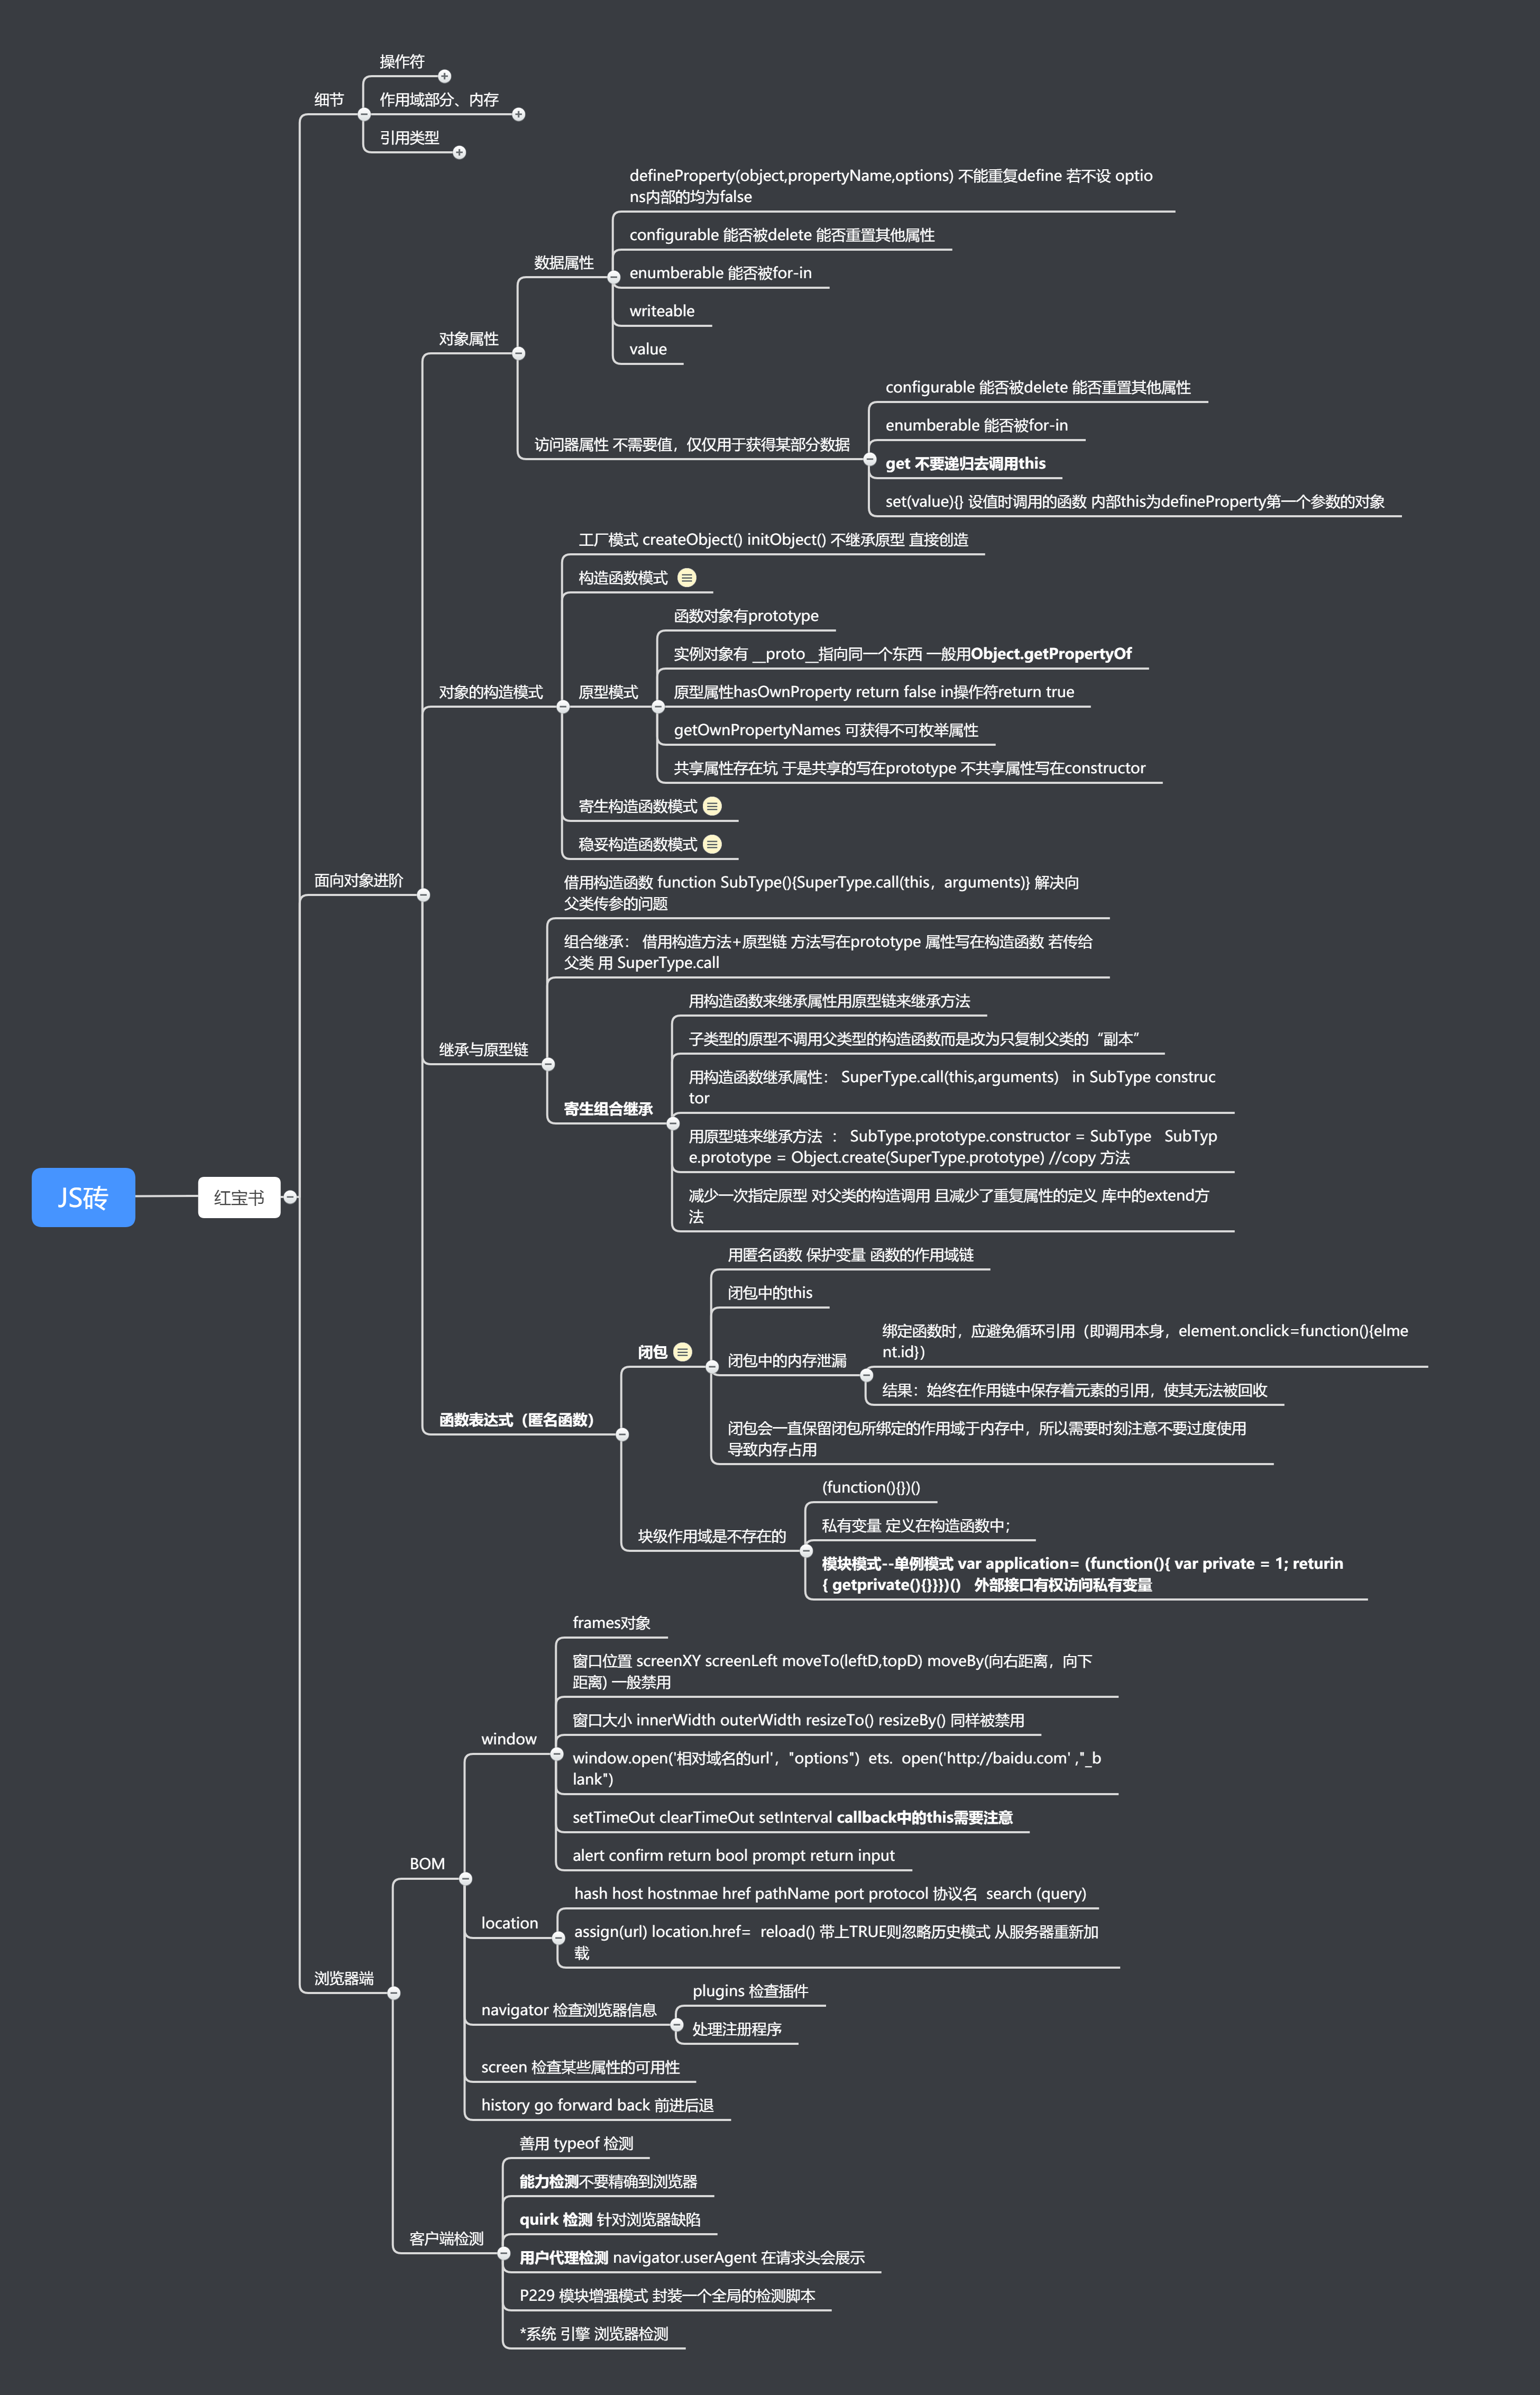 操作符
细节
作用域部分、内存
引用类型
defineProperty(object,propertyName,options) 不能重复define 若不设 optio
ns内部的均为false
configurable 能否被delete 能否重置其他属性
数据属性
enumberable 能否被for-in
writeable
value
对象属性
configurable 能否被delete 能否重置其他属性
enumberable 能否被for-in
访问器属性 不需要值，仅仅用于获得某部分数据
get 不要递归去调用this
set(value){} 设值时调用的函数 内部this为defineProperty第一个参数的对象
工厂模式 createObject() initObject() 不继承原型 直接创造
构造函数模式
函数对象有prototype
实例对象有 __proto__指向同一个东西 一般用Object.getPropertyOf
对象的构造模式
原型模式
原型属性hasOwnProperty return false in操作符return true
getOwnPropertyNames 可获得不可枚举属性
共享属性存在坑 于是共享的写在prototype 不共享属性写在constructor
寄生构造函数模式
稳妥构造函数模式
面向对象进阶
借用构造函数 function SubType(){SuperType.call(this，arguments)} 解决向
父类传参的问题
组合继承： 借用构造方法+原型链 方法写在prototype 属性写在构造函数 若传给
父类 用 SuperType.call
用构造函数来继承属性用原型链来继承方法
子类型的原型不调用父类型的构造函数而是改为只复制父类的“副本”
继承与原型链
用构造函数继承属性： SuperType.call(this,arguments)   in SubType construc
tor
寄生组合继承
用原型琏来继承方法 ： SubType.prototype.constructor = SubType   SubTyp
e.prototype = Object.create(SuperType.prototype) //copy 方法
减少一次指定原型 对父类的构造调用 且减少了重复属性的定义 库中的extend方
法
JS砖
红宝书
用匿名函数 保护变量 函数的作用域链
闭包中的this
闭包
绑定函数时，应避免循环引用（即调用本身，element.onclick=function(){elme
nt.id}）
闭包中的内存泄漏
结果：始终在作用链中保存着元素的引用，使其无法被回收
闭包会一直保留闭包所绑定的作用域于内存中，所以需要时刻注意不要过度使用
导致内存占用
函数表达式（匿名函数）
(function(){})()
块级作用域是不存在的
私有变量 定义在构造函数中；
模块模式--单例模式 var application= (function(){ var private = 1; returin
{ getprivate(){}}})()   外部接口有权访问私有变量
frames对象
窗口位置 screenXY screenLeft moveTo(leftD,topD) moveBy(向右距离，向下
距离) 一般禁用
window
窗口大小 innerWidth outerWidth resizeTo() resizeBy() 同样被禁用
window.open('相对域名的url'，"options")  ets.  open('http://baidu.com' ,"_b
lank")
setTimeOut clearTimeOut setInterval callback中的this需要注意
alert confirm return bool prompt return input
BOM
hash host hostnmae href pathName port protocol 协议名  search (query)
location
assign(url) location.href=  reload() 带上TRUE则忽略历史模式 从服务器重新加
载
浏览器端
plugins 检查插件
navigator 检查浏览器信息
处理注册程序
screen 检查某些属性的可用性
history go forward back 前进后退
善用 typeof 检测
能力检测不要精确到浏览器
quirk 检测 针对浏览器缺陷
客户端检测
用户代理检测 navigator.userAgent 在请求头会展示
P229 模块增强模式 封装一个全局的检测脚本
*系统 引擎 浏览器检测